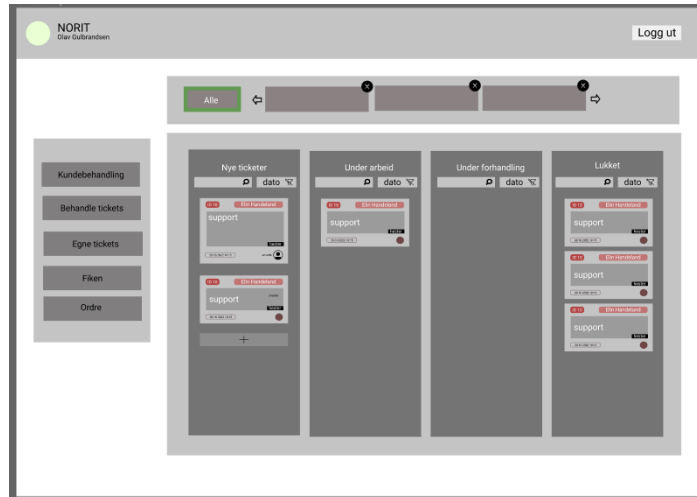 NORIT
Olav Gulbrandsen
Logg ut
Alle
X
X
X
Kundebehandling
Behandle tickets
Egne tickets
Fiken
Ordre
Nye ticketer
dato
Elin Handeland
support
Elin Handeland
support
+
Under arbeid
dato
Elin Handeland
support
Under forhandling
dato
Lukket
dato
Elin Handeland
support
Elin Handeland
support
Elin Handeland
support